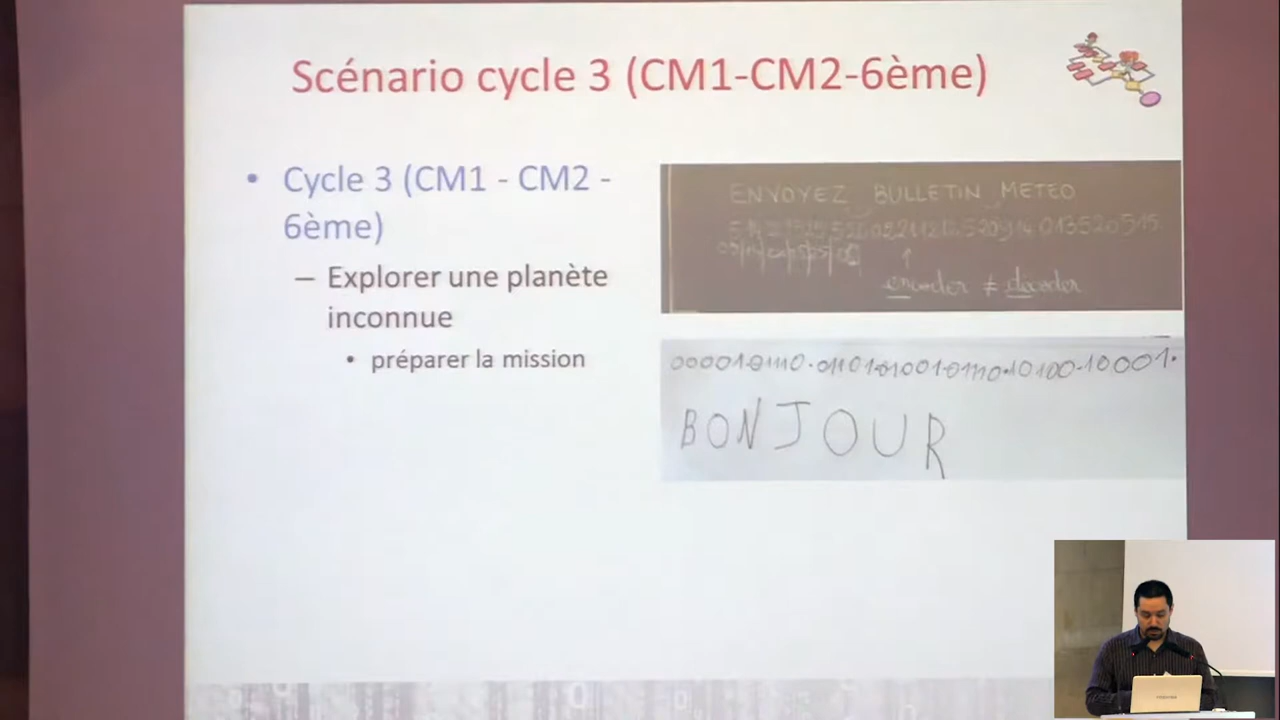 Scénario cycle 3 (CM1-CM2-6ème)
• Cycle 3 (CM1 - CM2 -
6ème)
– Explorer une planète
inconnue
• préparer la mission
ENVOYEZ BULLETIN METEO
encoder ≠ décoder
00001·01110·01101·01001·01110·10100·10001·
BONJOUR